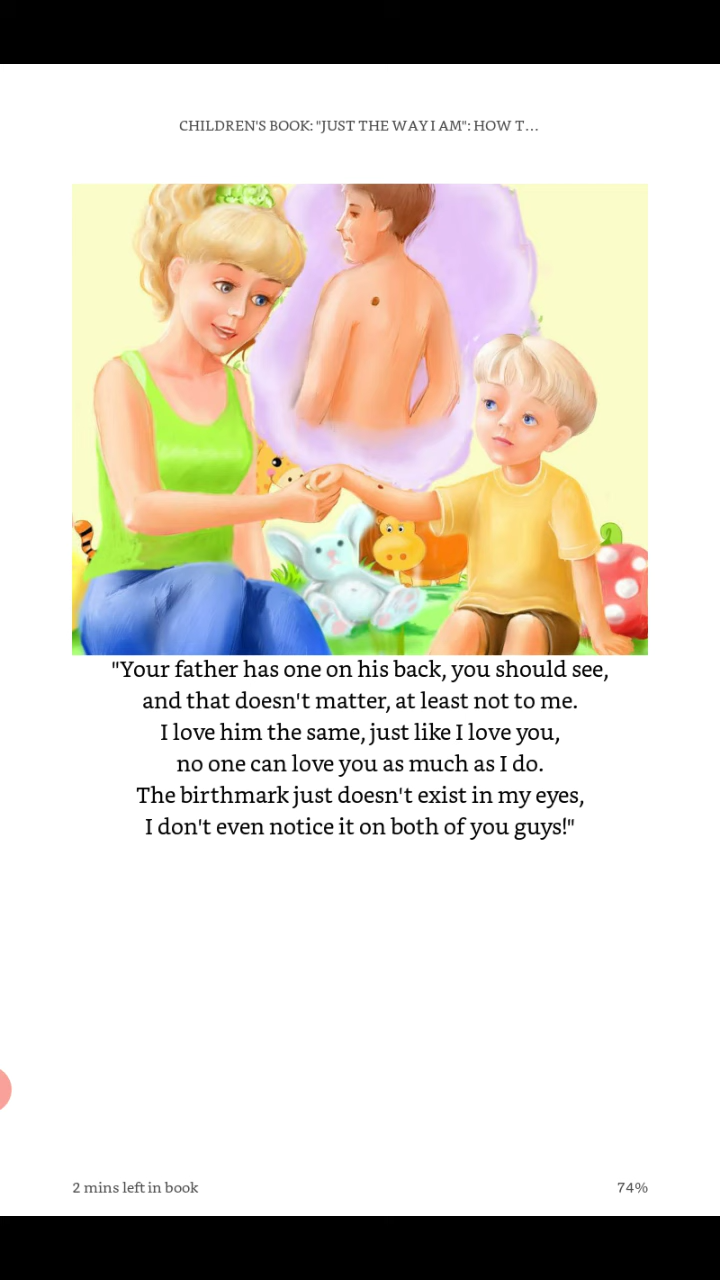 CHILDREN'S BOOK: "JUST THE WAY I AM": HOW T...
"Your father has one on his back, you should see,
and that doesn't matter, at least not to me.
I love him the same, just like I love you,
no one can love you as much as I do.
The birthmark just doesn't exist in my eyes,
I don't even notice it on both of you guys!"
2 mins left in book
74%